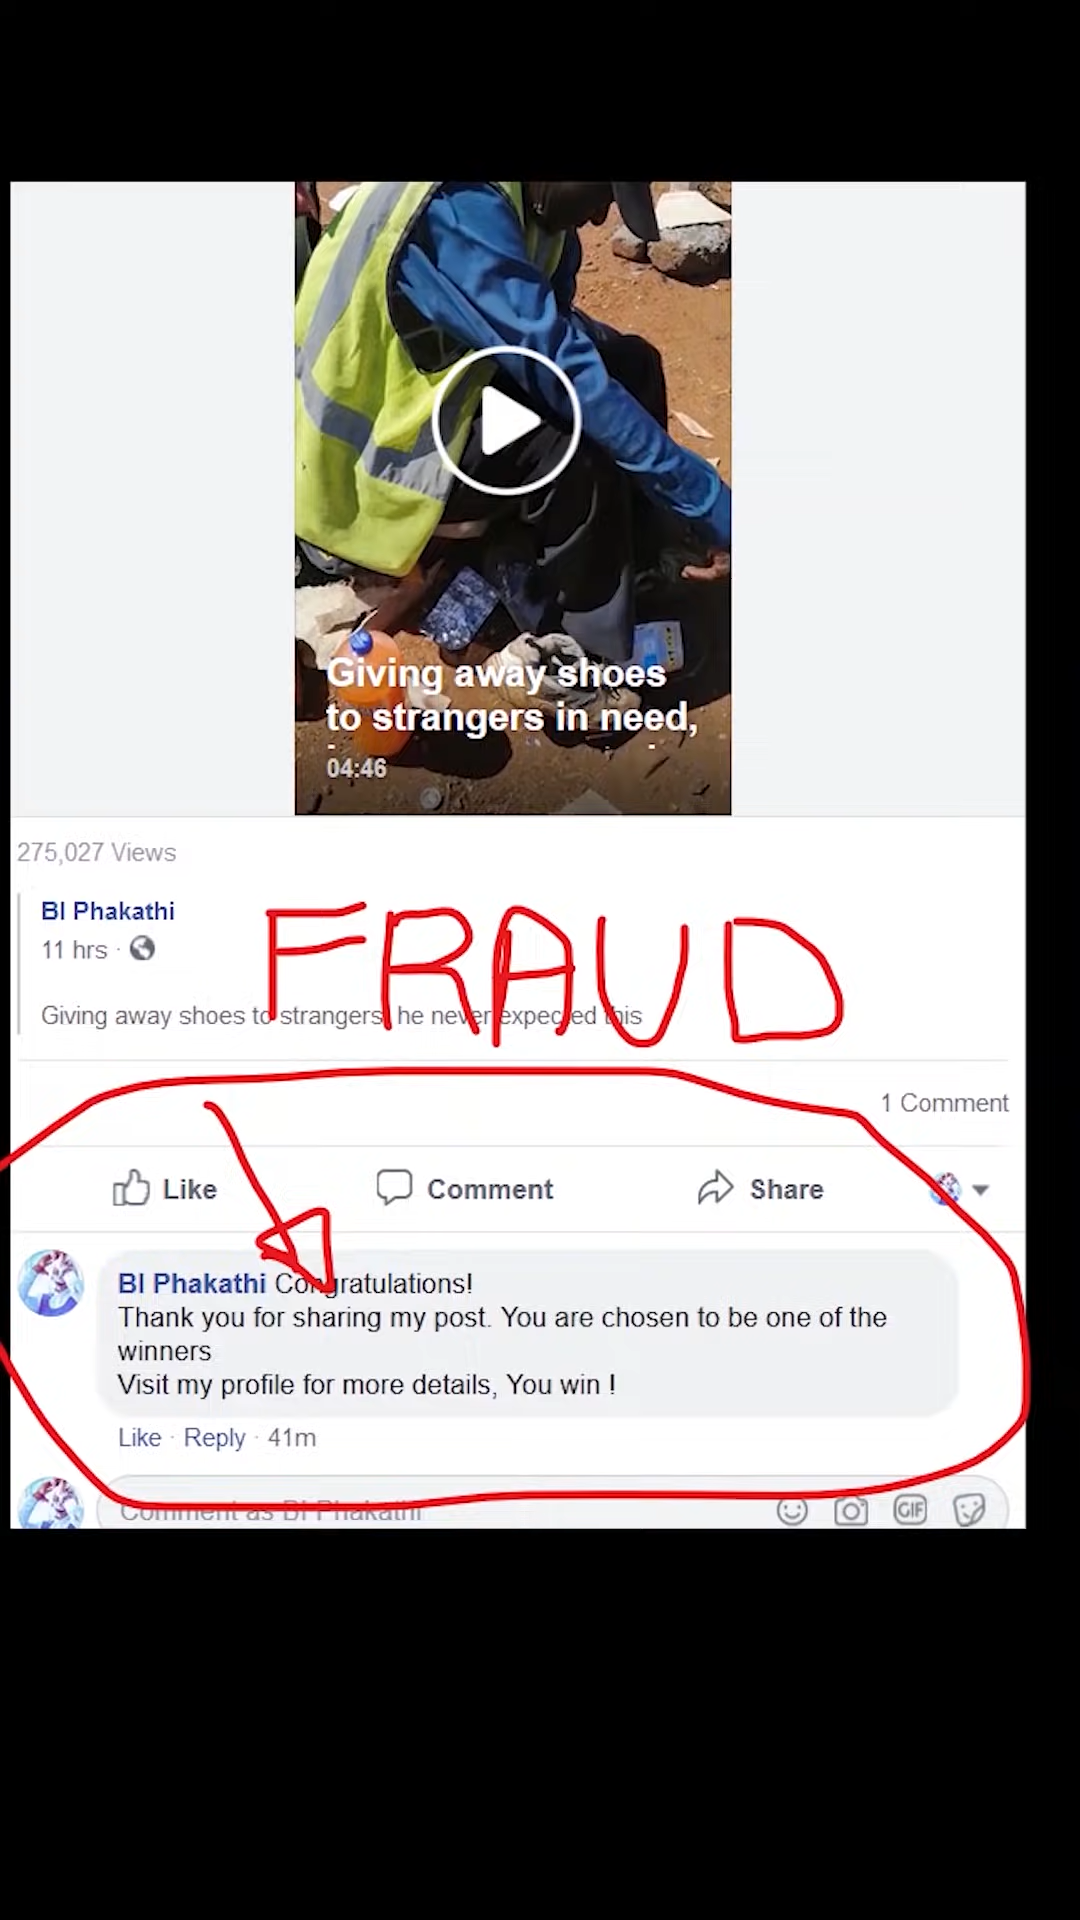 Giving away shoes
to strangers in need,
04:46
275,027 Views
BI Phakathi
11 hrs ·
FRAUD
Giving away shoes to strangers, he never expected this
1 Comment
Like Comment Share
BI Phakathi Congratulations!
Thank you for sharing my post. You are chosen to be one of the
winners
Visit my profile for more details, You win !
Like · Reply · 41m
Comment as BI Phakathi
GIF